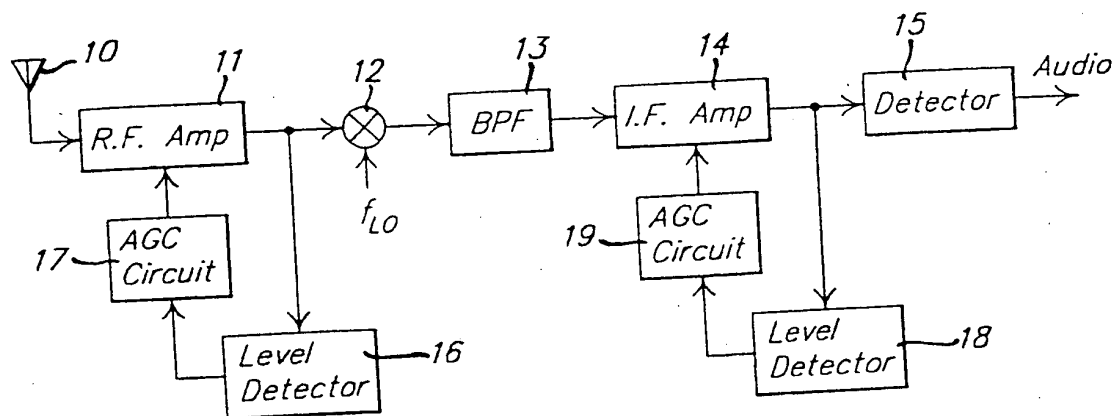 10
11
12
13
14
15
Audio
R.F. Amp
BPF
I.F. Amp
Detector
fLO
17
AGC
Circuit
19
AGC
Circuit
Level
Detector
16
Level
Detector
18